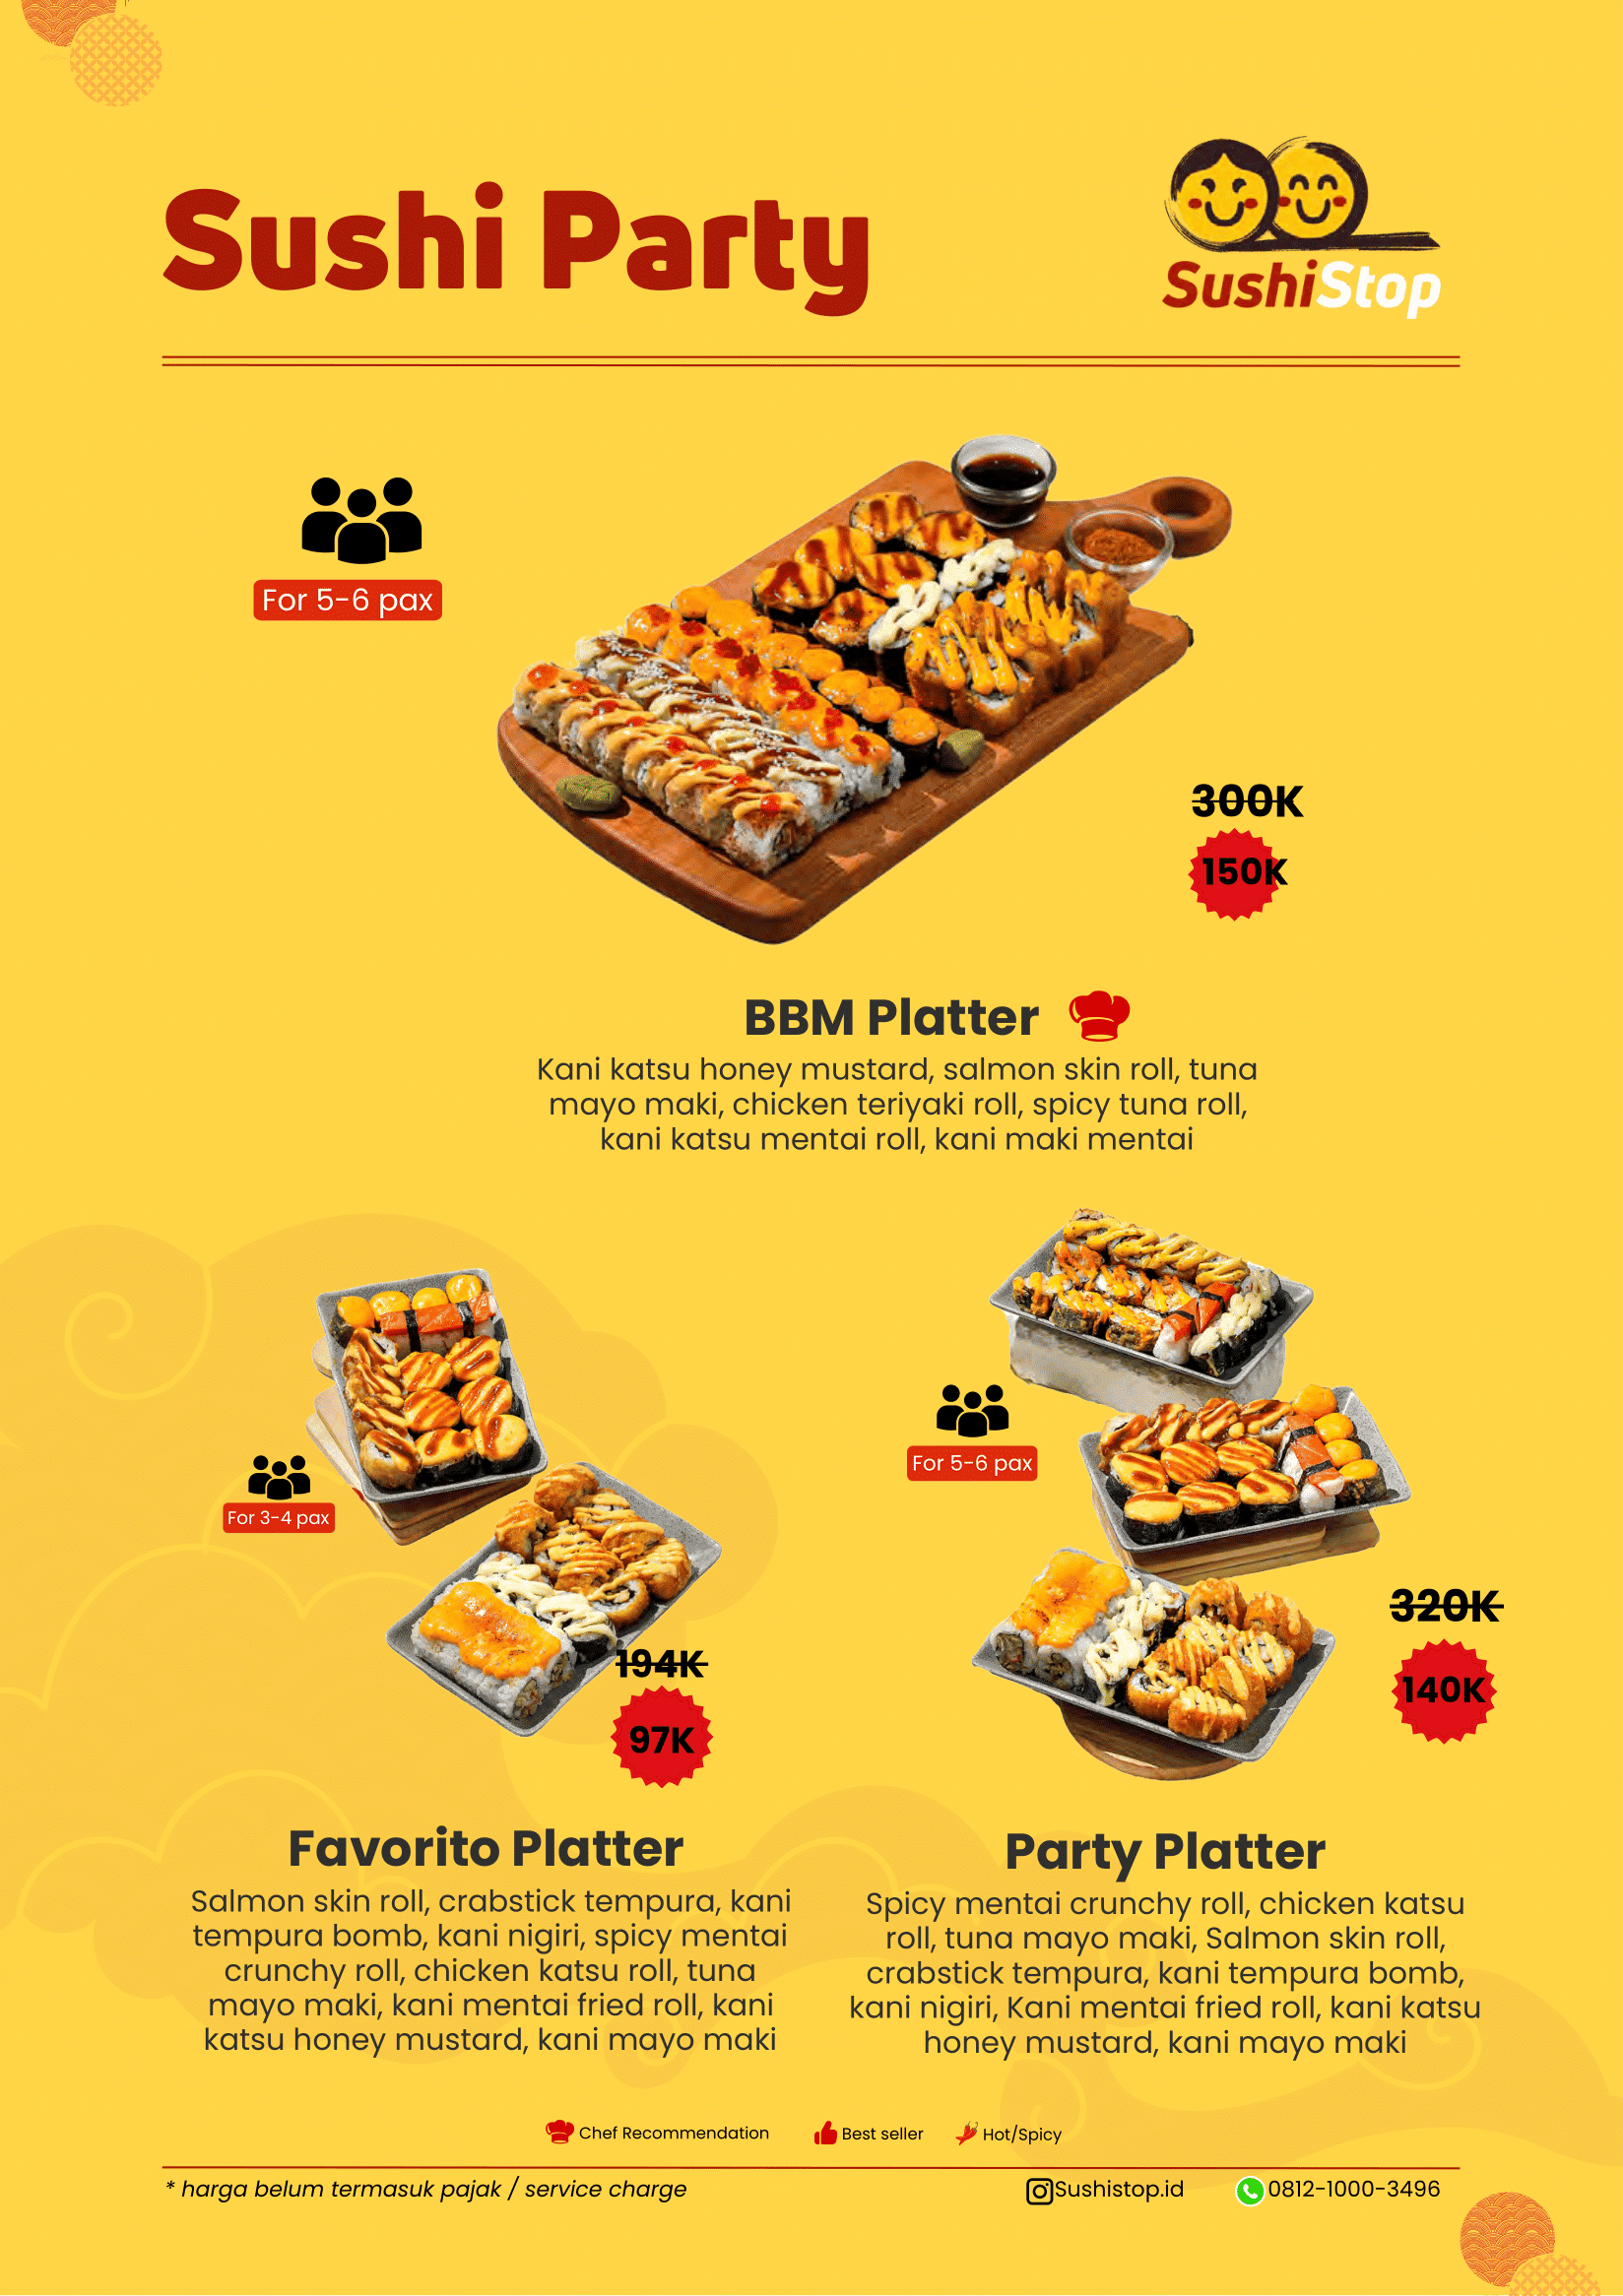 Sushi Party
SushiStop
For 5-6 pax
300K
150K
BBM Platter
Kani katsu honey mustard, salmon skin roll, tuna
mayo maki, chicken teriyaki roll, spicy tuna roll,
kani katsu mentai roll, kani maki mentai
For 3-4 pax
194K
97K
Favorito Platter
Salmon skin roll, crabstick tempura, kani
tempura bomb, kani nigiri, spicy mentai
crunchy roll, chicken katsu roll, tuna
mayo maki, kani mentai fried roll, kani
katsu honey mustard, kani mayo maki
For 5-6 pax
320K
140K
Party Platter
Spicy mentai crunchy roll, chicken katsu
roll, tuna mayo maki, Salmon skin roll,
crabstick tempura, kani tempura bomb,
kani nigiri, Kani mentai fried roll, kani katsu
honey mustard, kani mayo maki
Chef Recommendation
Best seller
Hot/Spicy
* harga belum termasuk pajak / service charge
Sushistop.id
0812-1000-3496